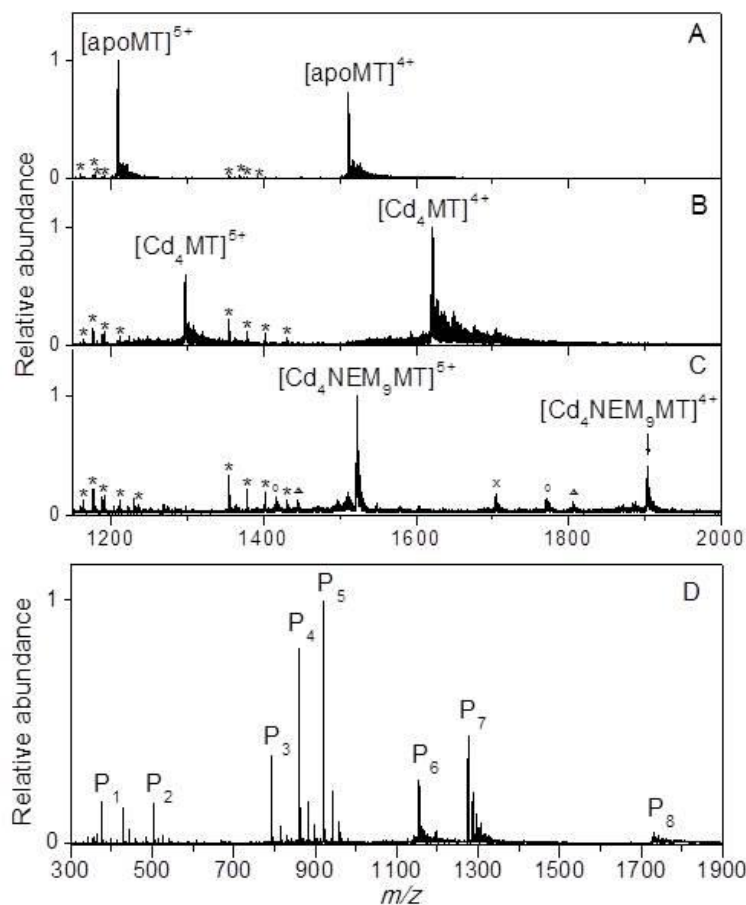 A
[apoMT]⁵⁺
[apoMT]⁴⁺
1
0
* * * * * * * *
B
[Cd₄MT]⁵⁺
[Cd₄MT]⁴⁺
1
0
* * * * * * * *
C
[Cd₄NEM₉MT]⁵⁺
[Cd₄NEM₉MT]⁴⁺
1
0
* * * * * * * o * x o
Relative abundance
1200 1400 1600 1800 2000
D
1
P₁ P₂ P₃ P₄ P₅ P₆ P₇ P₈
0
Relative abundance
300 500 700 900 1100 1300 1500 1700 1900
m/z